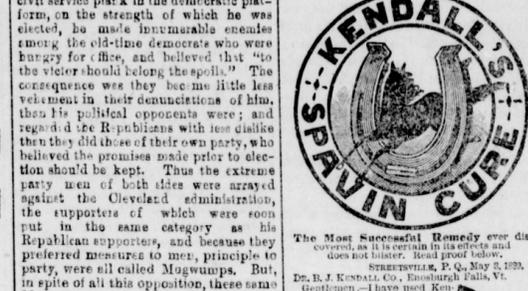 civil service plank in the democratic plat-
form, on the strength of which he was
elected, he made innumerable enemies
among the old-time democrats who were
hungry for office, and believed that "to
the victor should belong the spoils." The
consequence was they become little less
vehement in their denunciations of him,
than his political opponents were; and
regarded the Republicans with less dislike
then they did those of their own party, who
believed the promises made prior to elec-
tion should be kept. Thus the extreme
party men of both sides were arrayed
against the Cleveland administration,
the supporters of which were soon
put in the same category as his
Republican supporters, and because they
preferred measures to men, principle to
party, were all called Mugwumps. But,
in spite of all this opposition, these same
KENDALL'S
SPAVIN CURE
The Most Successful Remedy ever dis
covered, as it is certain in its effects and
does not blister. Read proof below.
STREETSVILLE, P. Q., May 3, 1889.
DR. B. J. KENDALL CO., Enosburgh Falls, Vt.
Gentlemen—I have used Ken-